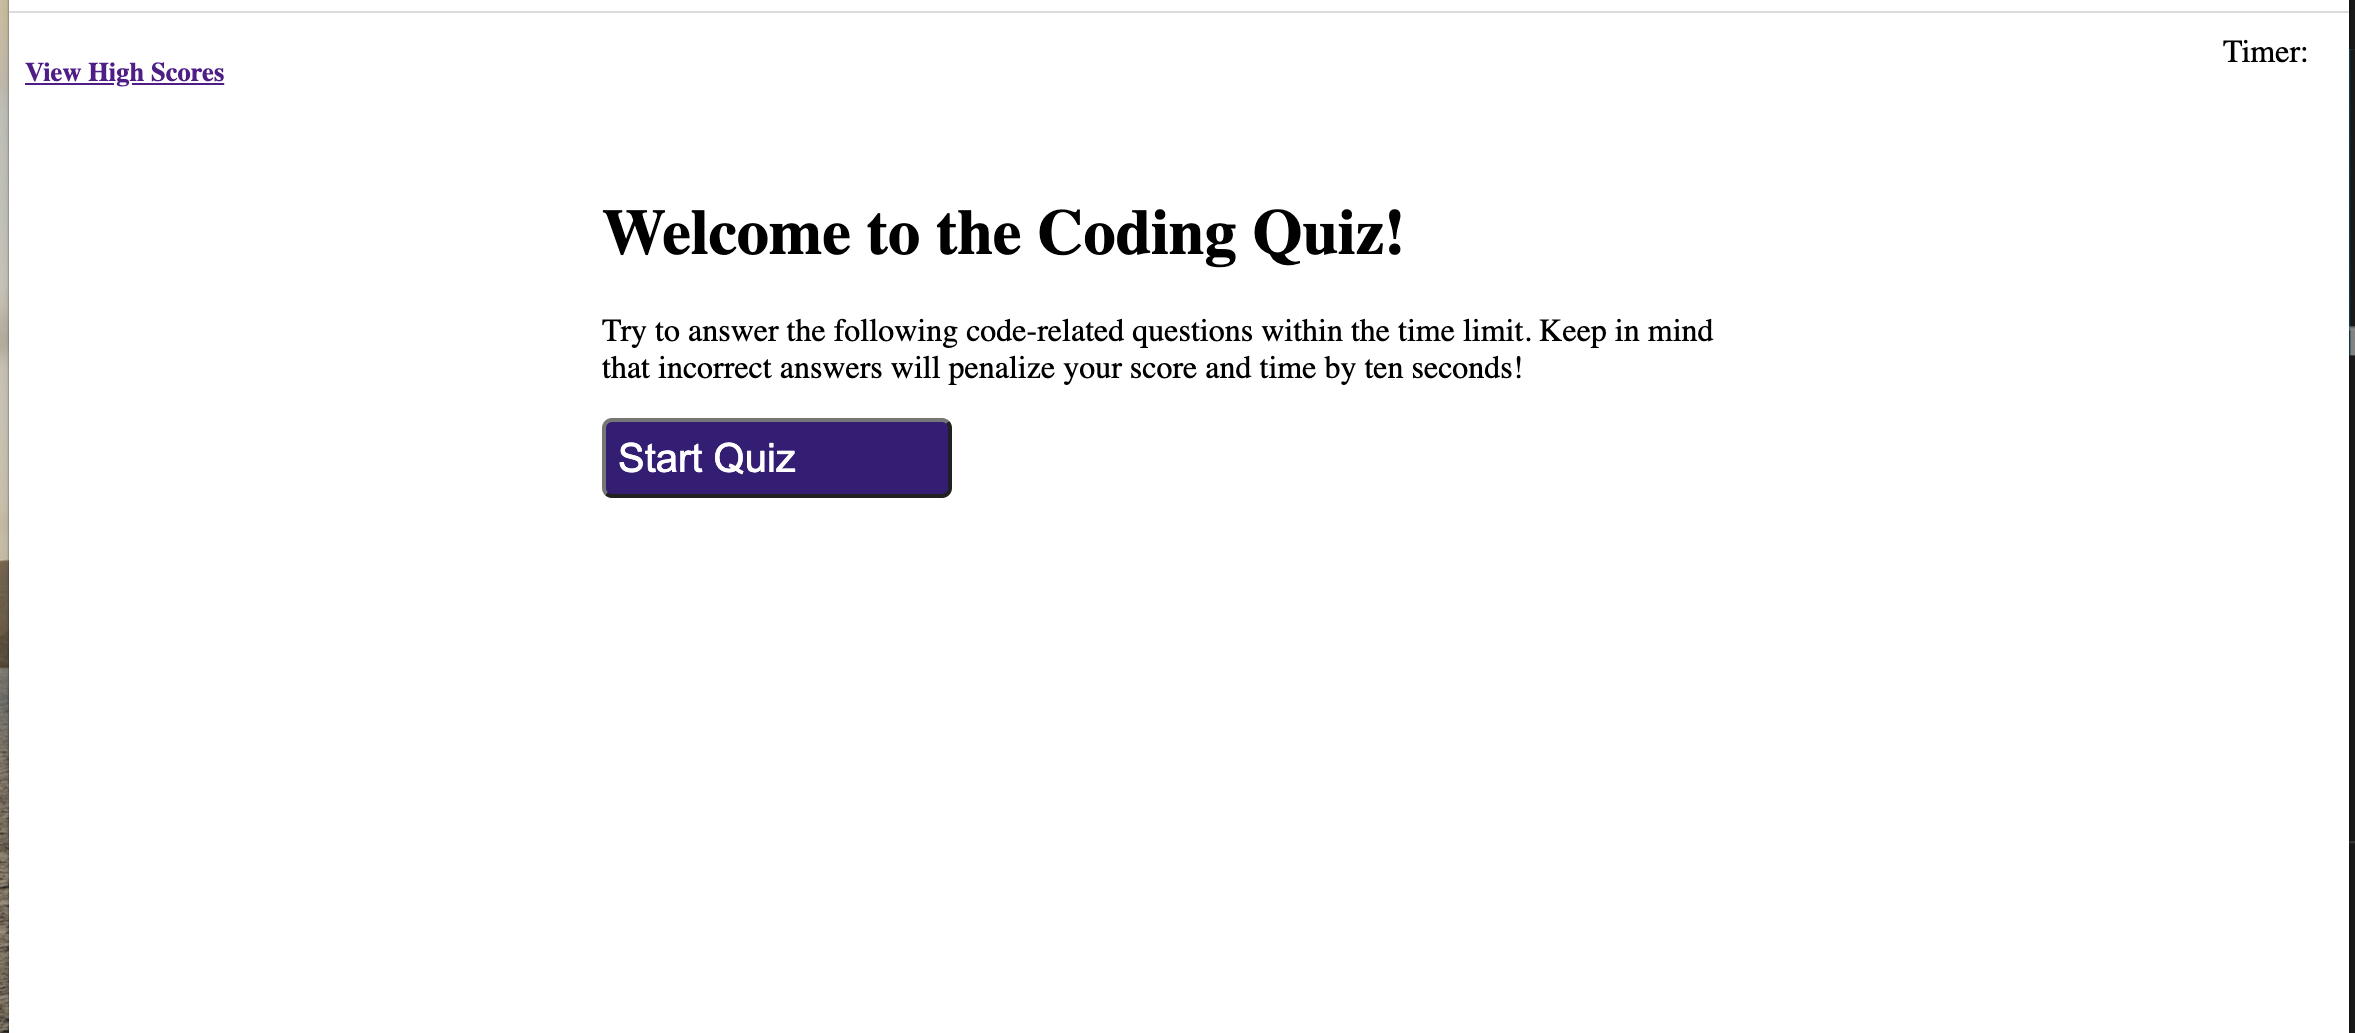 View High Scores
Timer:
Welcome to the Coding Quiz!
Try to answer the following code-related questions within the time limit. Keep in mind
that incorrect answers will penalize your score and time by ten seconds!
Start Quiz